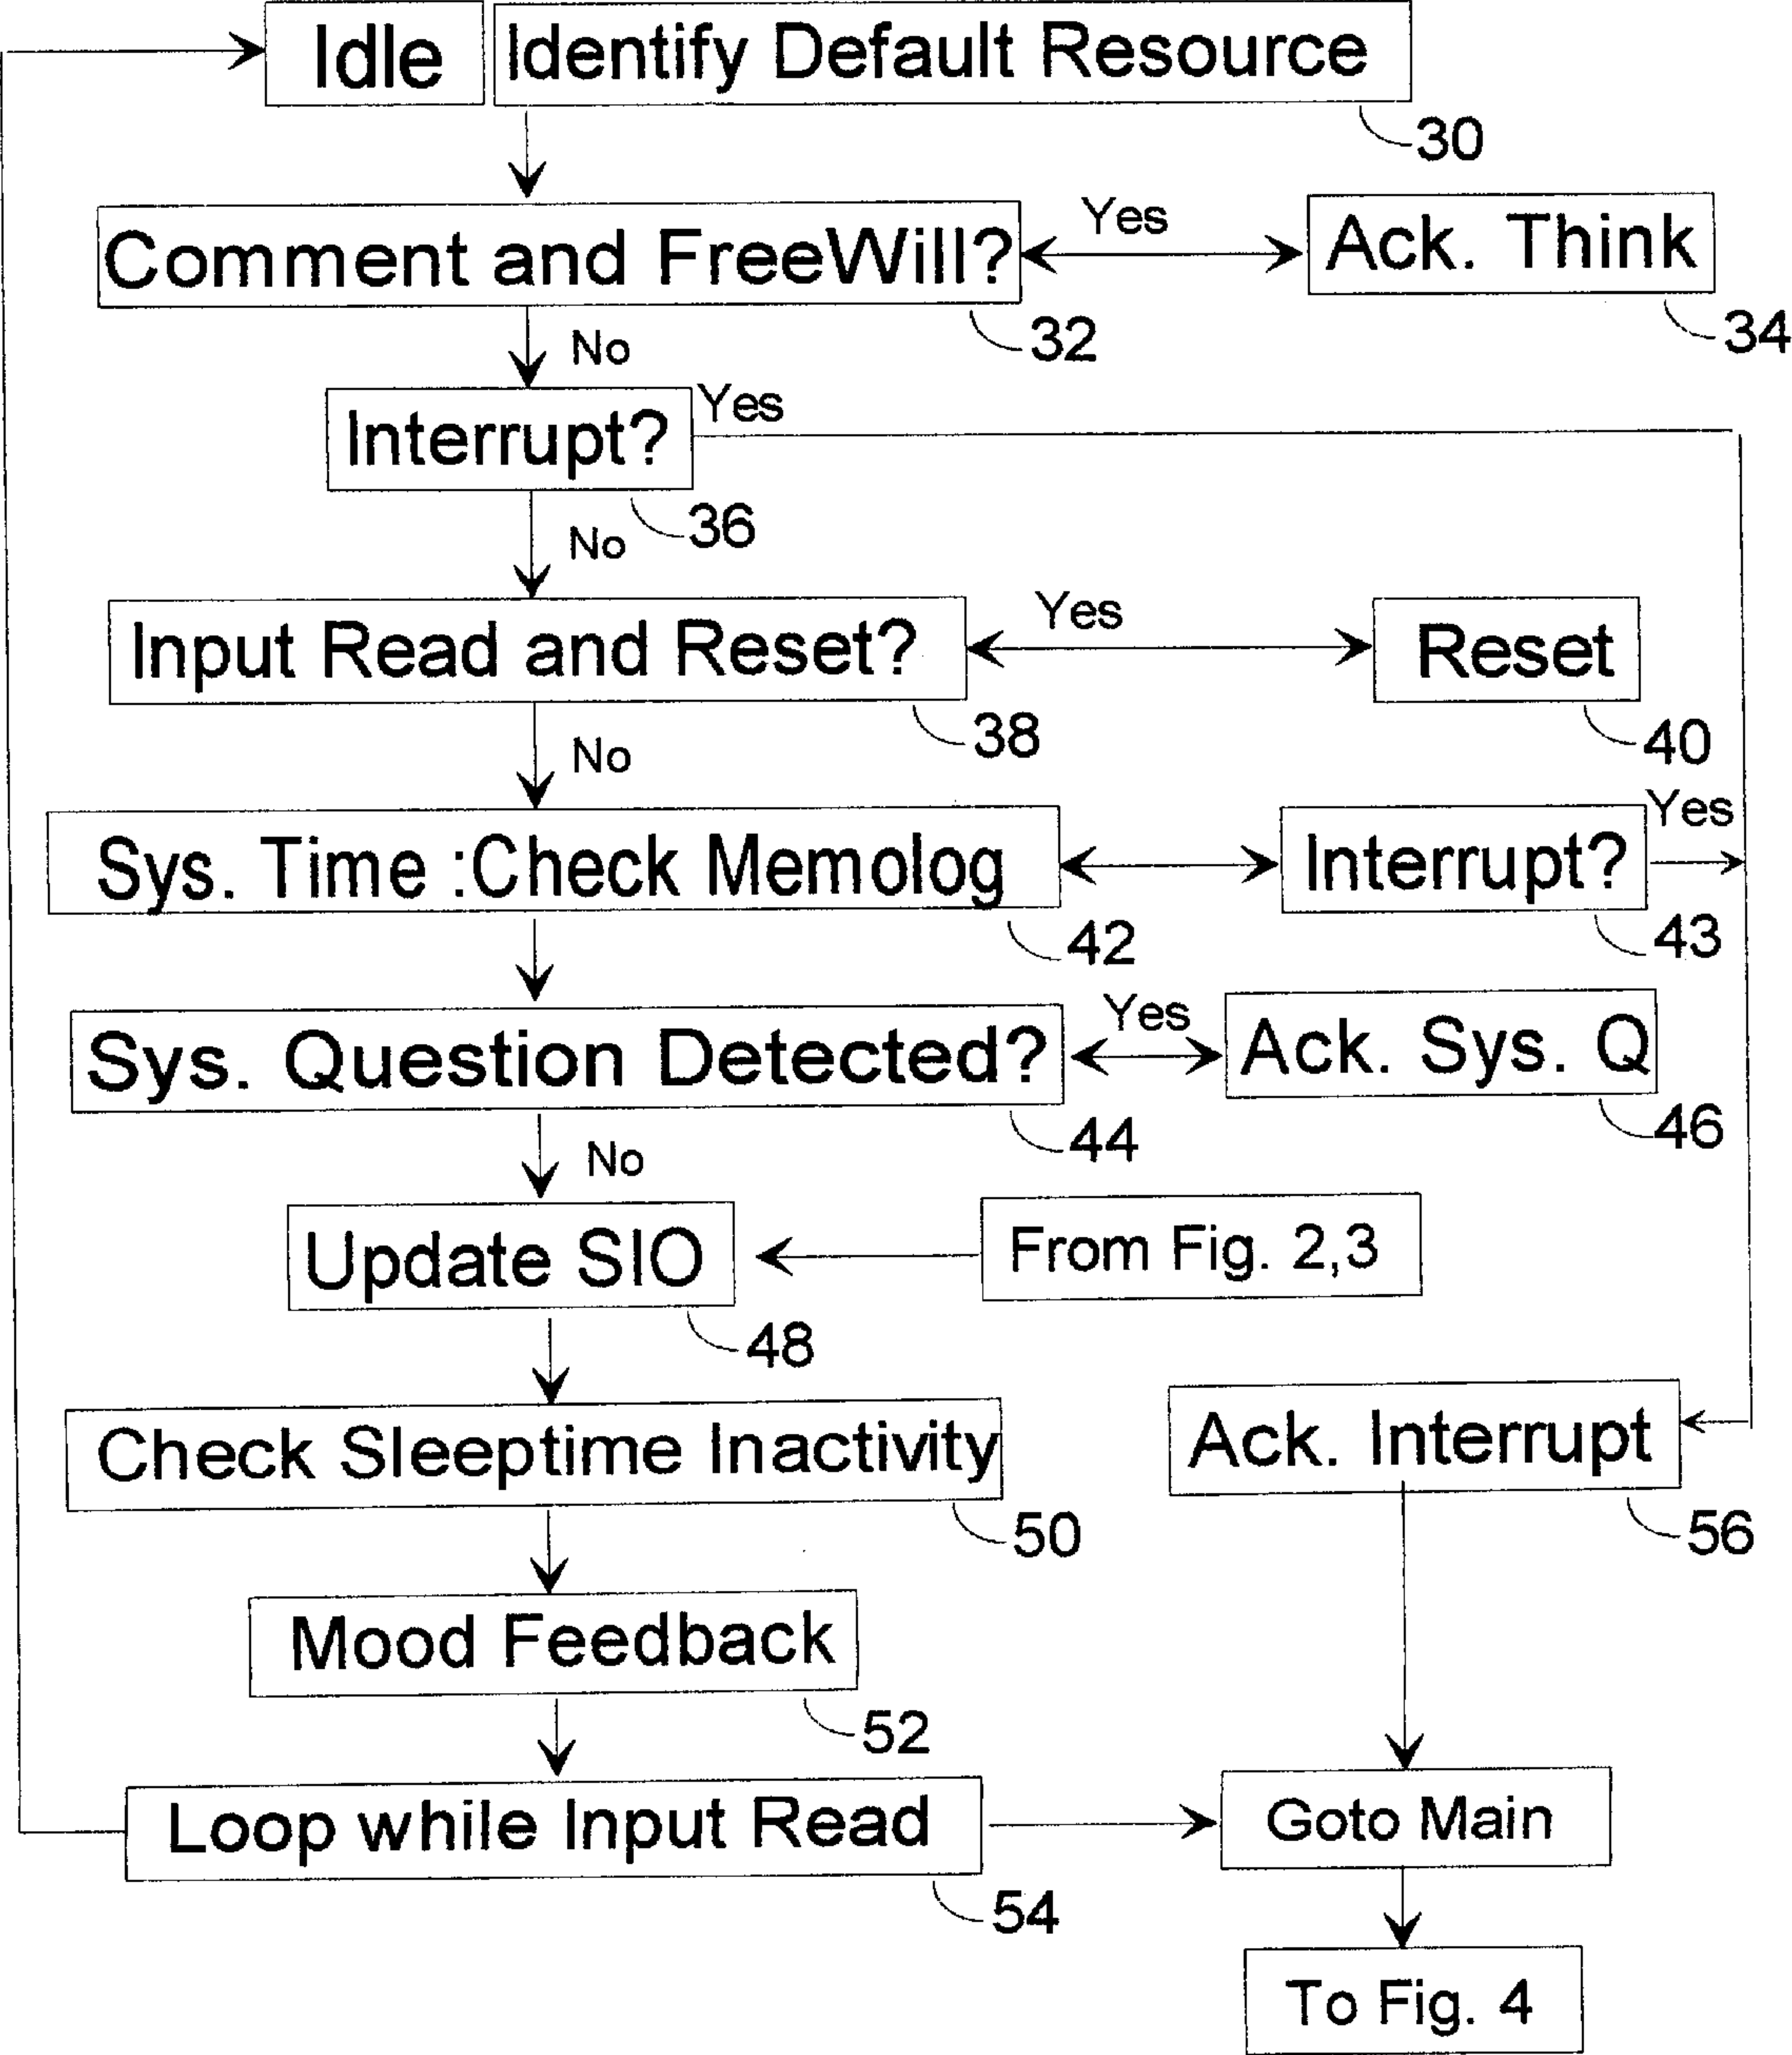 Idle
Identify Default Resource
30
Comment and FreeWill?
Yes
Ack. Think
32
34
No
Interrupt?
Yes
36
No
Input Read and Reset?
Yes
Reset
38
40
No
Sys. Time :Check Memolog
Interrupt?
Yes
42
43
Sys. Question Detected?
Yes
Ack. Sys. Q
44
46
No
Update SIO
From Fig. 2,3
48
Check Sleeptime Inactivity
Ack. Interrupt
50
56
Mood Feedback
52
Loop while Input Read
Goto Main
54
To Fig. 4